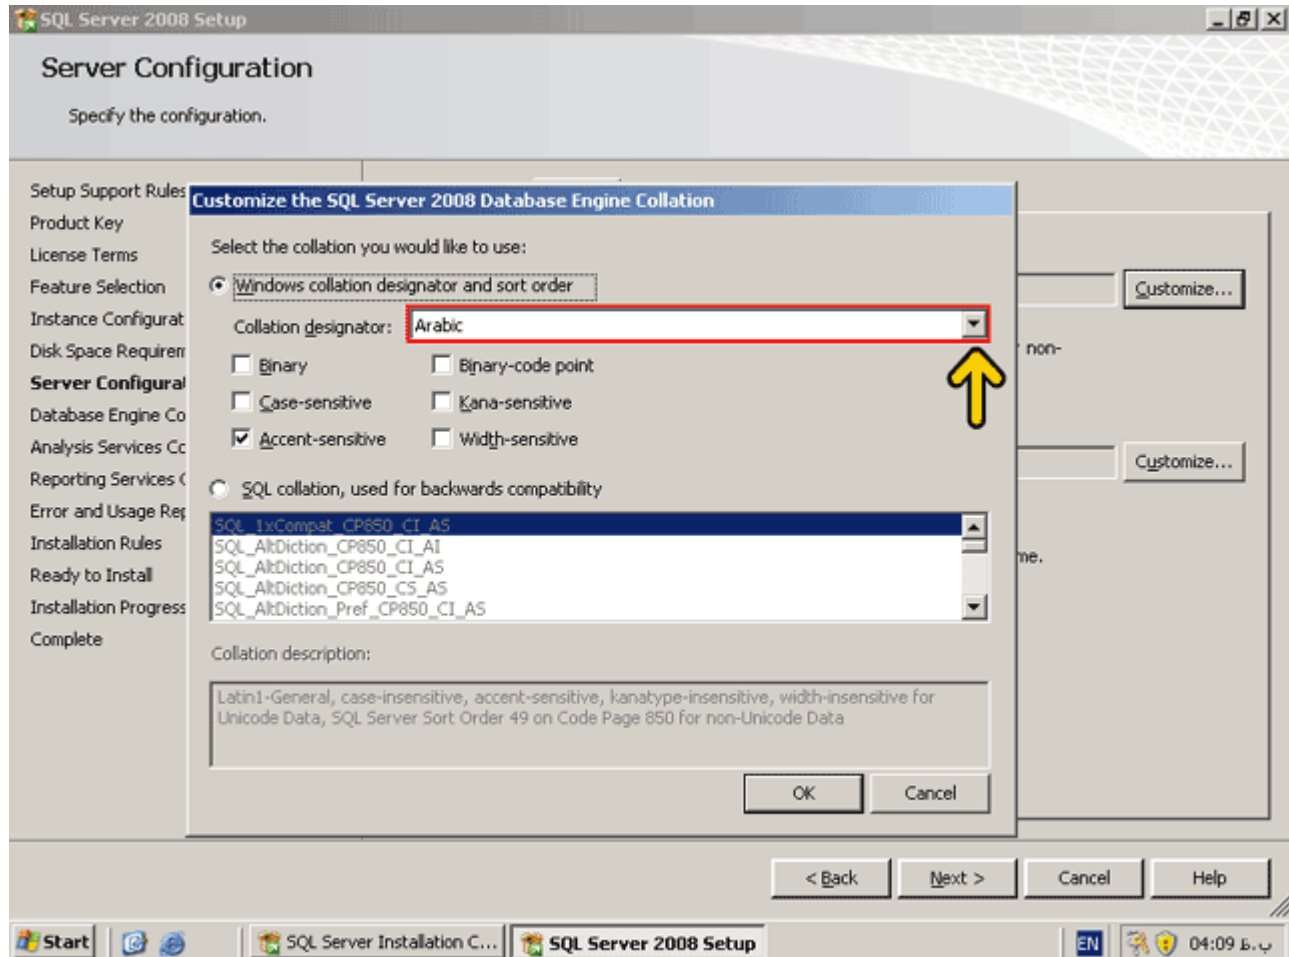 SQL Server 2008 Setup
Server Configuration
Specify the configuration.
Setup Support Rules
Product Key
License Terms
Feature Selection
Instance Configurat
Disk Space Requirem
Server Configurat
Database Engine Co
Analysis Services Co
Reporting Services C
Error and Usage Rep
Installation Rules
Ready to Install
Installation Progress
Complete
Customize the SQL Server 2008 Database Engine Collation
Select the collation you would like to use:
Windows collation designator and sort order
Collation designator: Arabic
Binary
Binary-code point
Case-sensitive
Kana-sensitive
Accent-sensitive
Width-sensitive
SQL collation, used for backwards compatibility
SQL_1xCompat_CP850_CI_AS
SQL_AltDiction_CP850_CI_AI
SQL_AltDiction_CP850_CI_AS
SQL_AltDiction_CP850_CS_AS
SQL_AltDiction_Pref_CP850_CI_AS
Collation description:
Latin1-General, case-insensitive, accent-sensitive, kanatype-insensitive, width-insensitive for
Unicode Data, SQL Server Sort Order 49 on Code Page 850 for non-Unicode Data
OK
Cancel
Customize...
non-
Customize...
me.
< Back
Next >
Cancel
Help
Start
SQL Server Installation C...
SQL Server 2008 Setup
EN
04:09 ب.ظ